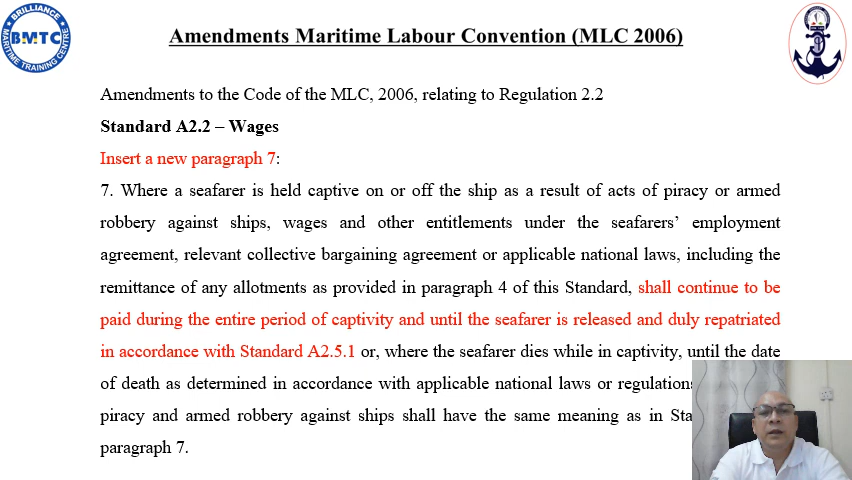 BRILLIANCE
BMTC
MARITIME TRAINING CENTRE
Amendments Maritime Labour Convention (MLC 2006)
Amendments to the Code of the MLC, 2006, relating to Regulation 2.2
Standard A2.2 – Wages
Insert a new paragraph 7:
7. Where a seafarer is held captive on or off the ship as a result of acts of piracy or armed
robbery against ships, wages and other entitlements under the seafarers’ employment
agreement, relevant collective bargaining agreement or applicable national laws, including the
remittance of any allotments as provided in paragraph 4 of this Standard, shall continue to be
paid during the entire period of captivity and until the seafarer is released and duly repatriated
in accordance with Standard A2.5.1 or, where the seafarer dies while in captivity, until the date
of death as determined in accordance with applicable national laws or regulations
piracy and armed robbery against ships shall have the same meaning as in Sta
paragraph 7.